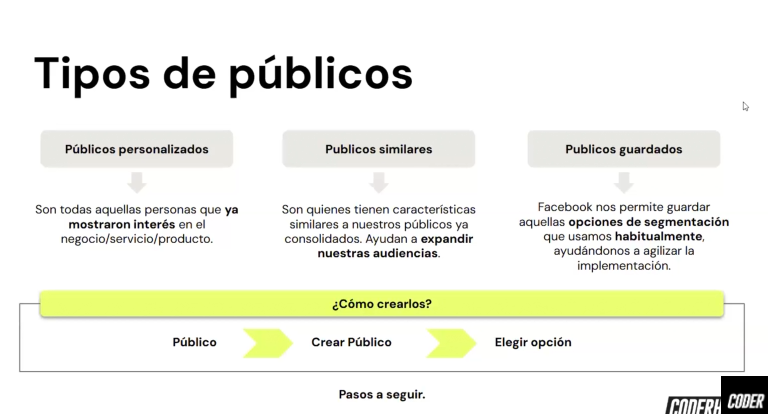 Tipos de públicos
Públicos personalizados
Son todas aquellas personas que ya
mostraron interés en el
negocio/servicio/producto.
Publicos similares
Son quienes tienen características
similares a nuestros públicos ya
consolidados. Ayudan a expandir
nuestras audiencias.
Publicos guardados
Facebook nos permite guardar
aquellas opciones de segmentación
que usamos habitualmente,
ayudándonos a agilizar la
implementación.
¿Cómo crearlos?
Público
Crear Público
Elegir opción
Pasos a seguir.
CODER